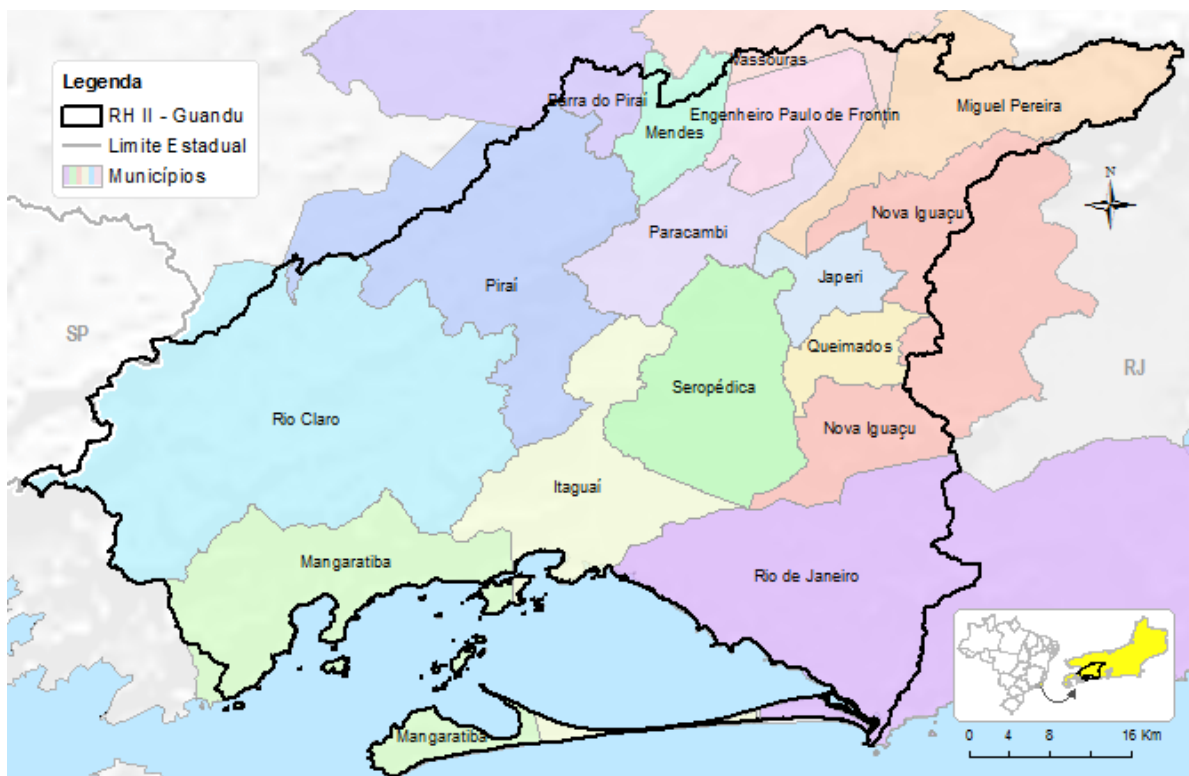 Legenda
RH II - Guandu
Limite Estadual
Municípios
Vassouras
Barra do Piraí
Engenheiro Paulo de Frontin
Miguel Pereira
Mendes
N
Nova Iguaçu
Paracambi
Japeri
Piraí
SP
Queimados
RJ
Seropédica
Rio Claro
Nova Iguaçu
Itaguaí
Mangaratiba
Rio de Janeiro
Mangaratiba
0 4 8 16 Km